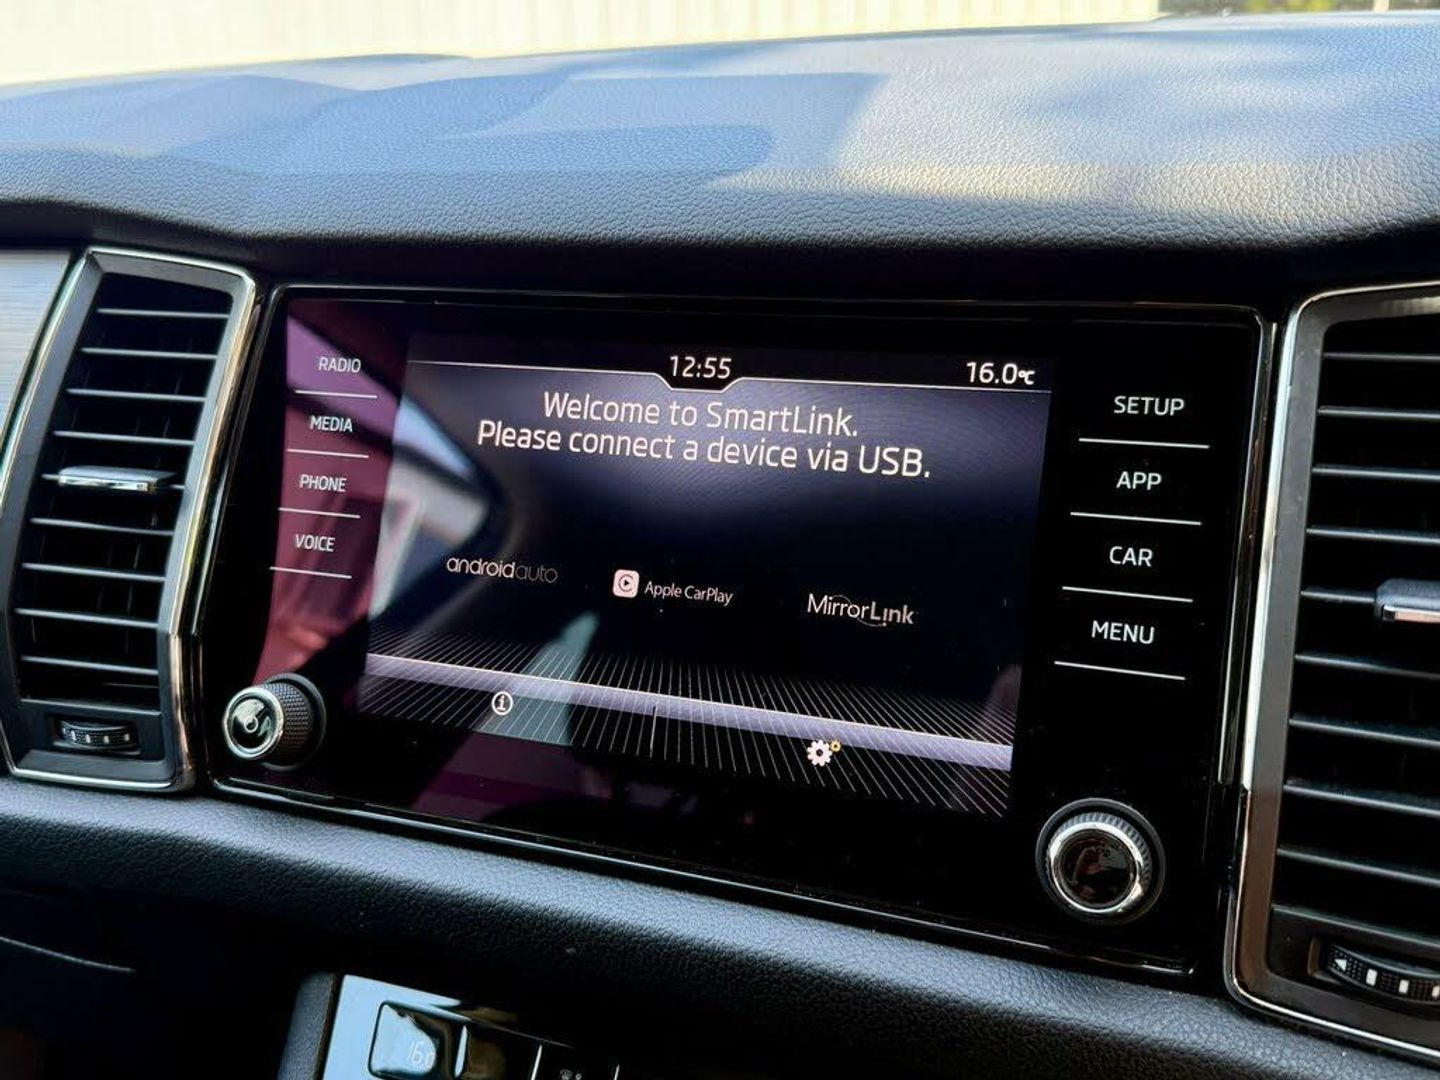 RADIO
MEDIA
PHONE
VOICE
12:55
16.0°C
Welcome to SmartLink.
Please connect a device via USB.
androidauto
Apple CarPlay
MirrorLink
SETUP
APP
CAR
MENU